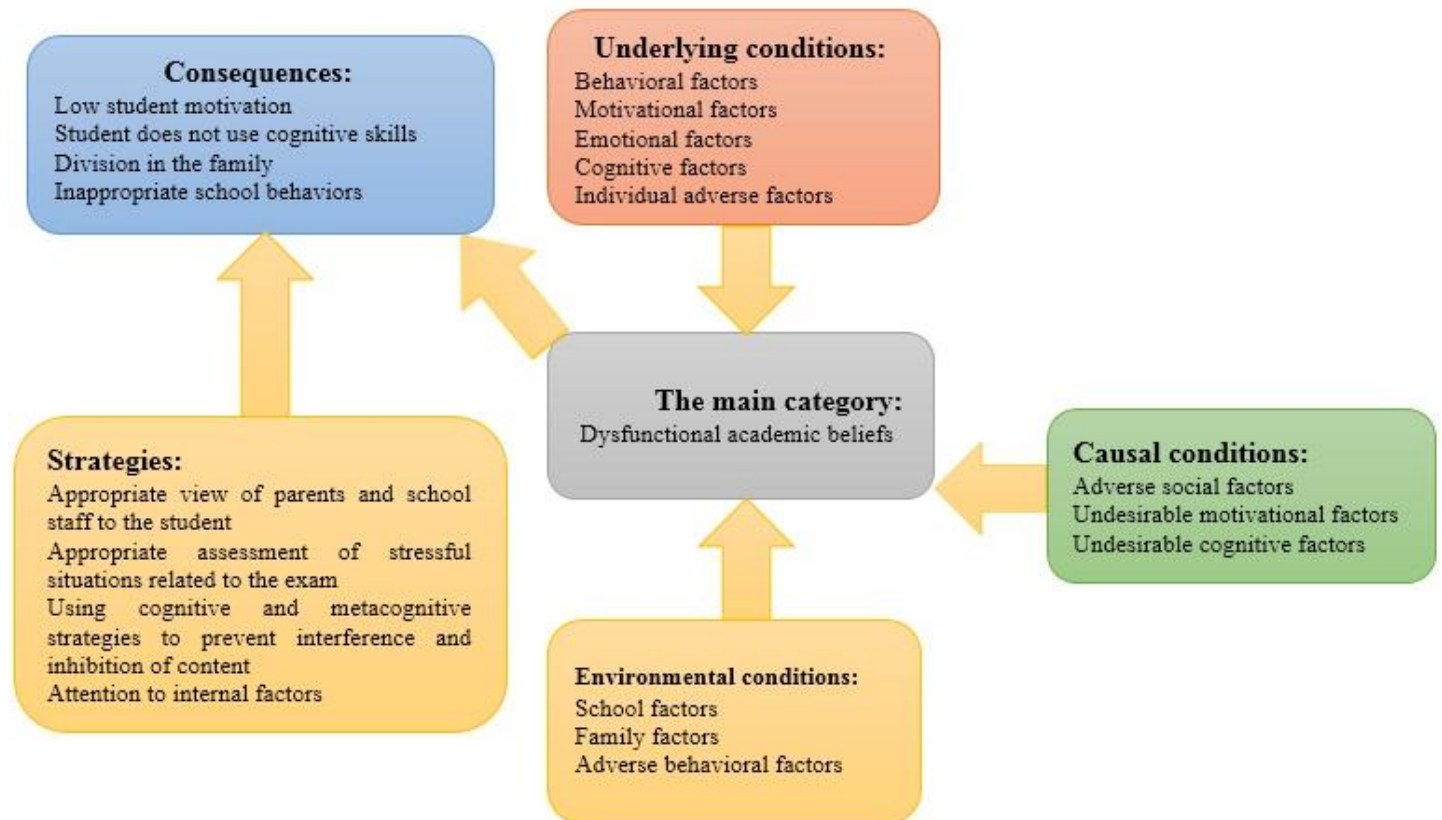 Consequences:
Low student motivation
Student does not use cognitive skills
Division in the family
Inappropriate school behaviors
Underlying conditions:
Behavioral factors
Motivational factors
Emotional factors
Cognitive factors
Individual adverse factors
The main category:
Dysfunctional academic beliefs
Causal conditions:
Adverse social factors
Undesirable motivational factors
Undesirable cognitive factors
Strategies:
Appropriate view of parents and school
staff to the student
Appropriate assessment of stressful
situations related to the exam
Using cognitive and metacognitive
strategies to prevent interference and
inhibition of content
Attention to internal factors
Environmental conditions:
School factors
Family factors
Adverse behavioral factors